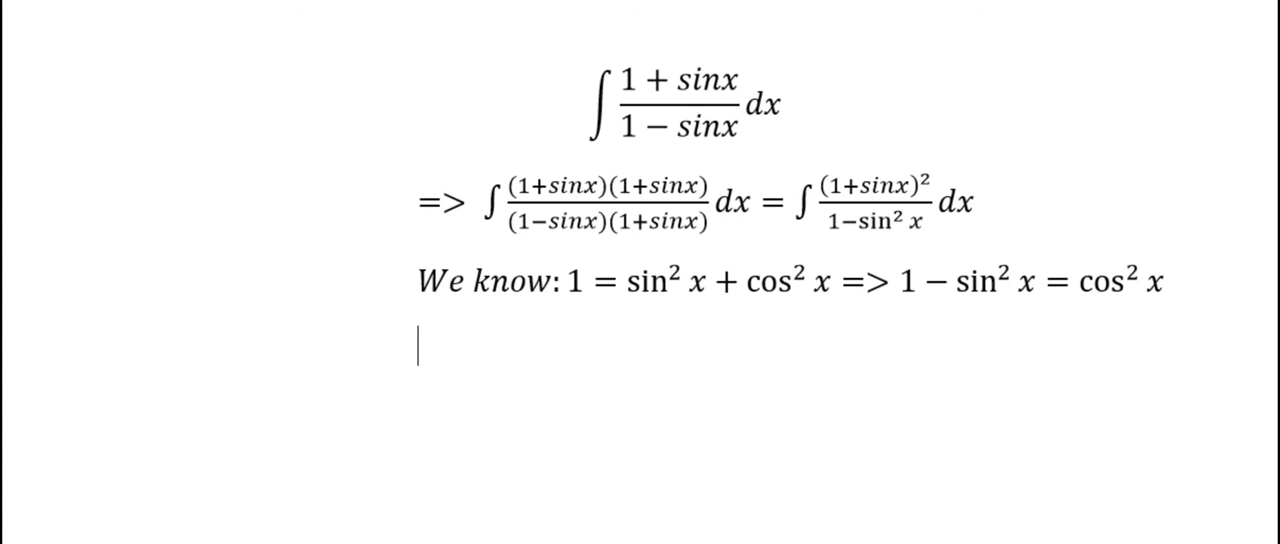 ∫ (1 + sinx)/(1 − sinx) dx
=> ∫ ((1+sinx)(1+sinx))/((1−sinx)(1+sinx)) dx = ∫ (1+sinx)²/(1−sin² x) dx
We know: 1 = sin² x + cos² x => 1 − sin² x = cos² x